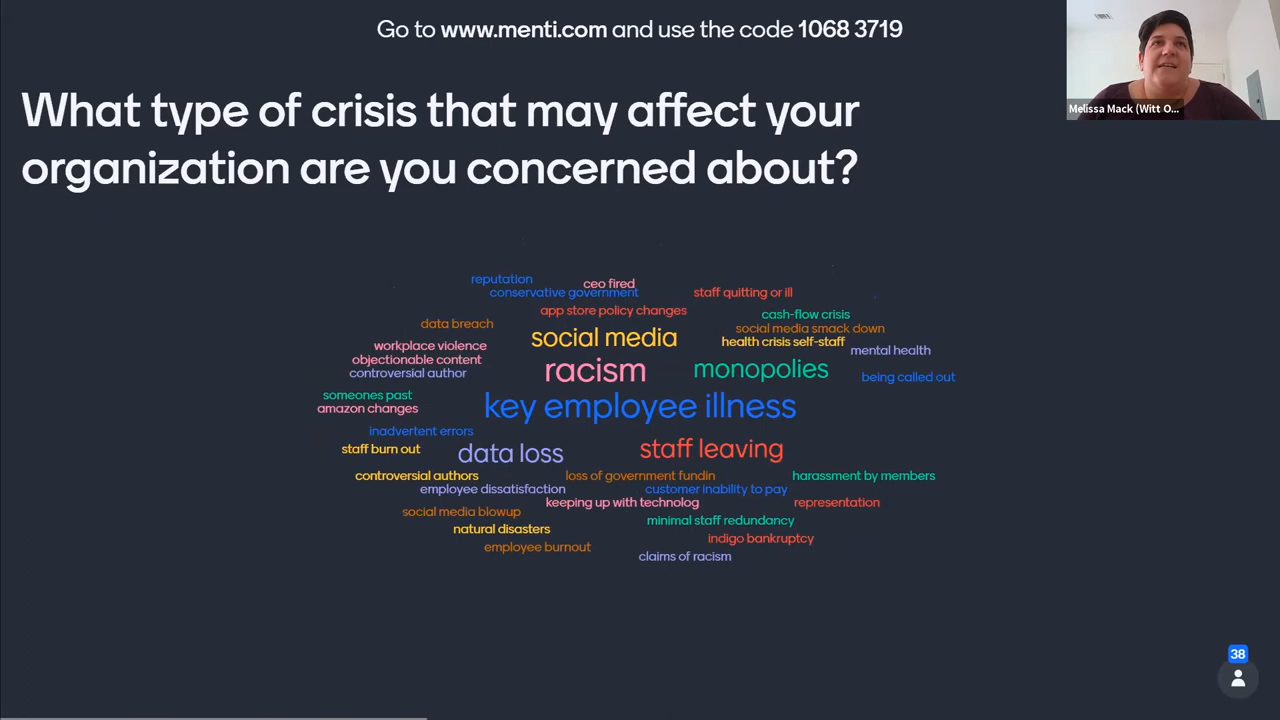 Go to www.menti.com and use the code 1068 3719
Melissa Mack (Witt O...
What type of crisis that may affect your
organization are you concerned about?
reputation
ceo fired
conservative government
staff quitting or ill
app store policy changes
cash-flow crisis
data breach
social media smack down
social media
health crisis self-staff
workplace violence
mental health
objectionable content
racism
monopolies
controversial author
being called out
someones past
amazon changes
key employee illness
inadvertent errors
staff burn out
data loss
staff leaving
controversial authors
loss of government fundin
harassment by members
employee dissatisfaction
customer inability to pay
keeping up with technolog
representation
social media blowup
minimal staff redundancy
natural disasters
indigo bankruptcy
employee burnout
claims of racism
38